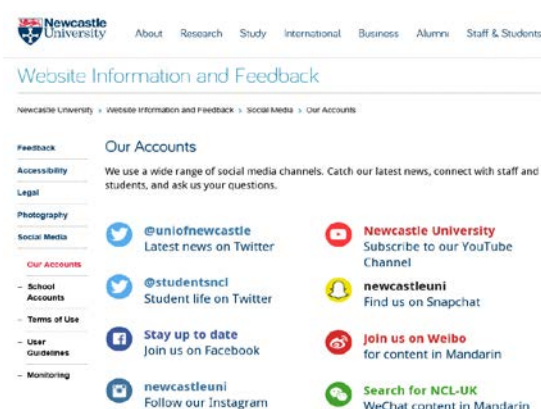 Newcastle
University
About Research Study International Business Alumni Staff & Students
Website Information and Feedback
Newcastle University > Website Information and Feedback > Social Media > Our Accounts
Feedback
Accessibility
Legal
Photography
Social Media
Our Accounts
– School
Accounts
– Terms of Use
– User
Guidelines
– Monitoring
Our Accounts
We use a wide range of social media channels. Catch our latest news, connect with staff and
students, and ask us your questions.
@uniofnewcastle
Latest news on Twitter
@studentsncl
Student life on Twitter
Stay up to date
Join us on Facebook
newcastleuni
Follow our Instagram
Newcastle University
Subscribe to our YouTube
Channel
newcastleuni
Find us on Snapchat
Join us on Weibo
for content in Mandarin
Search for NCL-UK
WeChat content in Mandarin